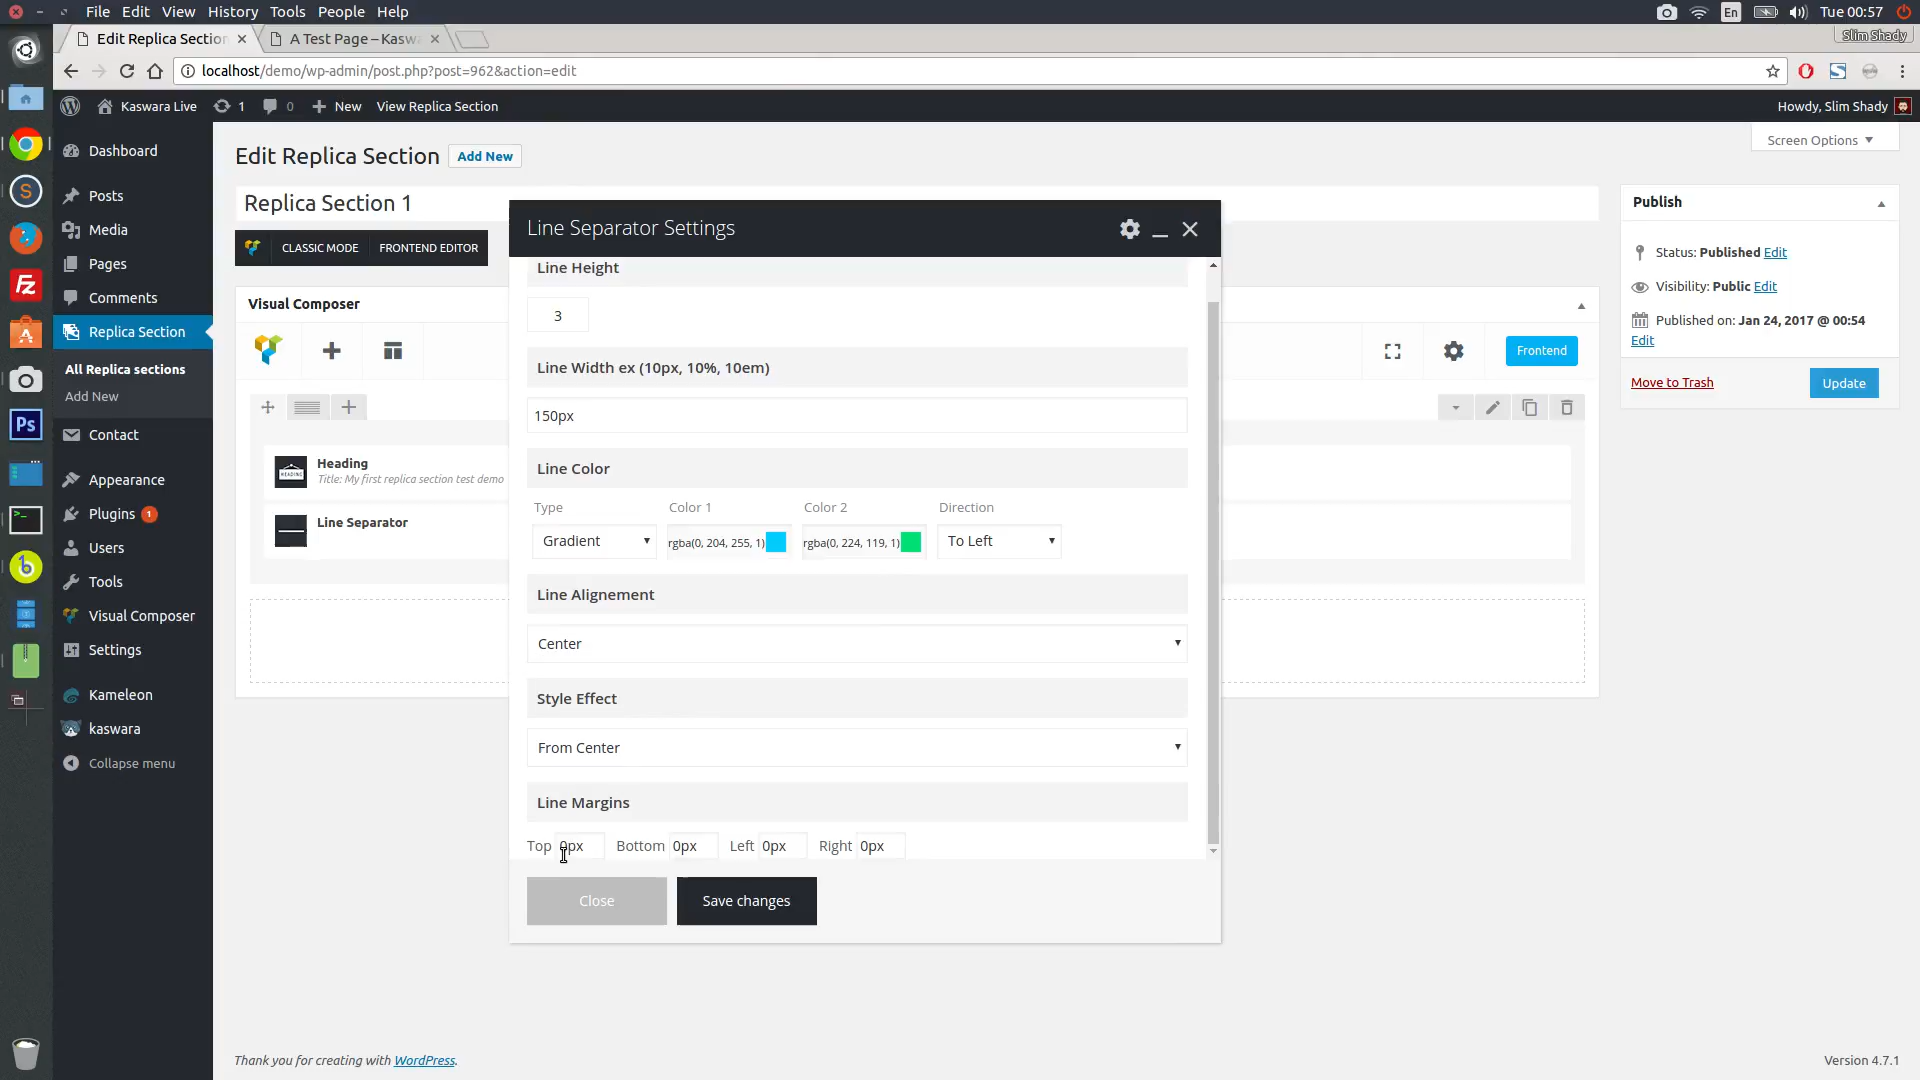 File Edit View History Tools People Help
En Tue 00:57
Edit Replica Section A Test Page – Kasw Slim Shady
localhost/demo/wp-admin/post.php?post=962&action=edit
Kaswara Live 1 0 New View Replica Section Howdy, Slim Shady
Screen Options
Dashboard
Posts
Media
Pages
Comments
Replica Section
All Replica sections
Add New
Contact
Appearance
Plugins 1
Users
Tools
Visual Composer
Settings
Kameleon
kaswara
Collapse menu
Edit Replica Section Add New
Replica Section 1
CLASSIC MODE FRONTEND EDITOR
Visual Composer
Frontend
Heading
Title: My first replica section test demo
Line Separator
Line Separator Settings
Line Height
3
Line Width ex (10px, 10%, 10em)
150px
Line Color
Type Color 1 Color 2 Direction
Gradient rgba(0, 204, 255, 1) rgba(0, 224, 119, 1) To Left
Line Alignement
Center
Style Effect
From Center
Line Margins
Top 0px Bottom 0px Left 0px Right 0px
Close Save changes
Publish
Status: Published Edit
Visibility: Public Edit
Published on: Jan 24, 2017 @ 00:54
Edit
Move to Trash Update
Thank you for creating with WordPress. Version 4.7.1
S
Fz
A
Ps
b
HEADING